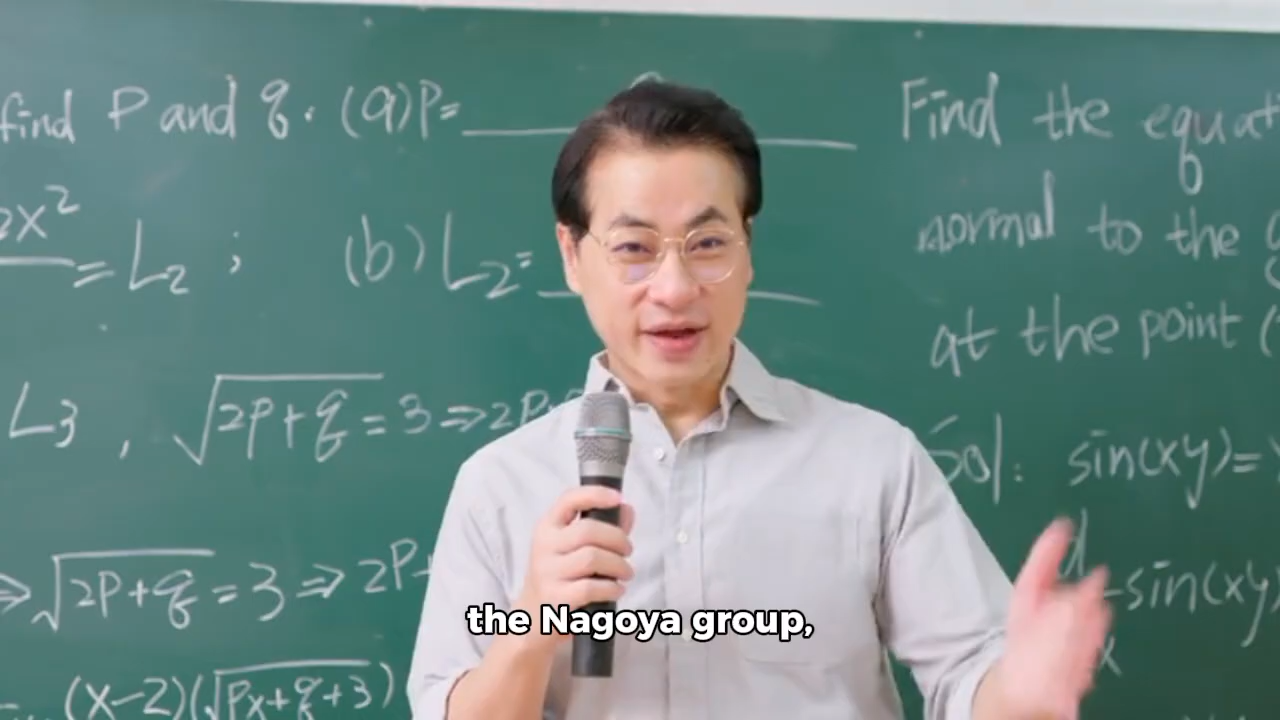 find P and q. (a)P=
Find the equat
2x²
= L₂ ; (b) L₂=
normal to the
at the point (
L₃ , √2P+q = 3 ⇒ 2P+
Sol: sin(xy)=
⇒ √2P+q = 3 ⇒ 2P+
d
-sin(xy)
x
the Nagoya group,
(x-2)(√Px+q+3)